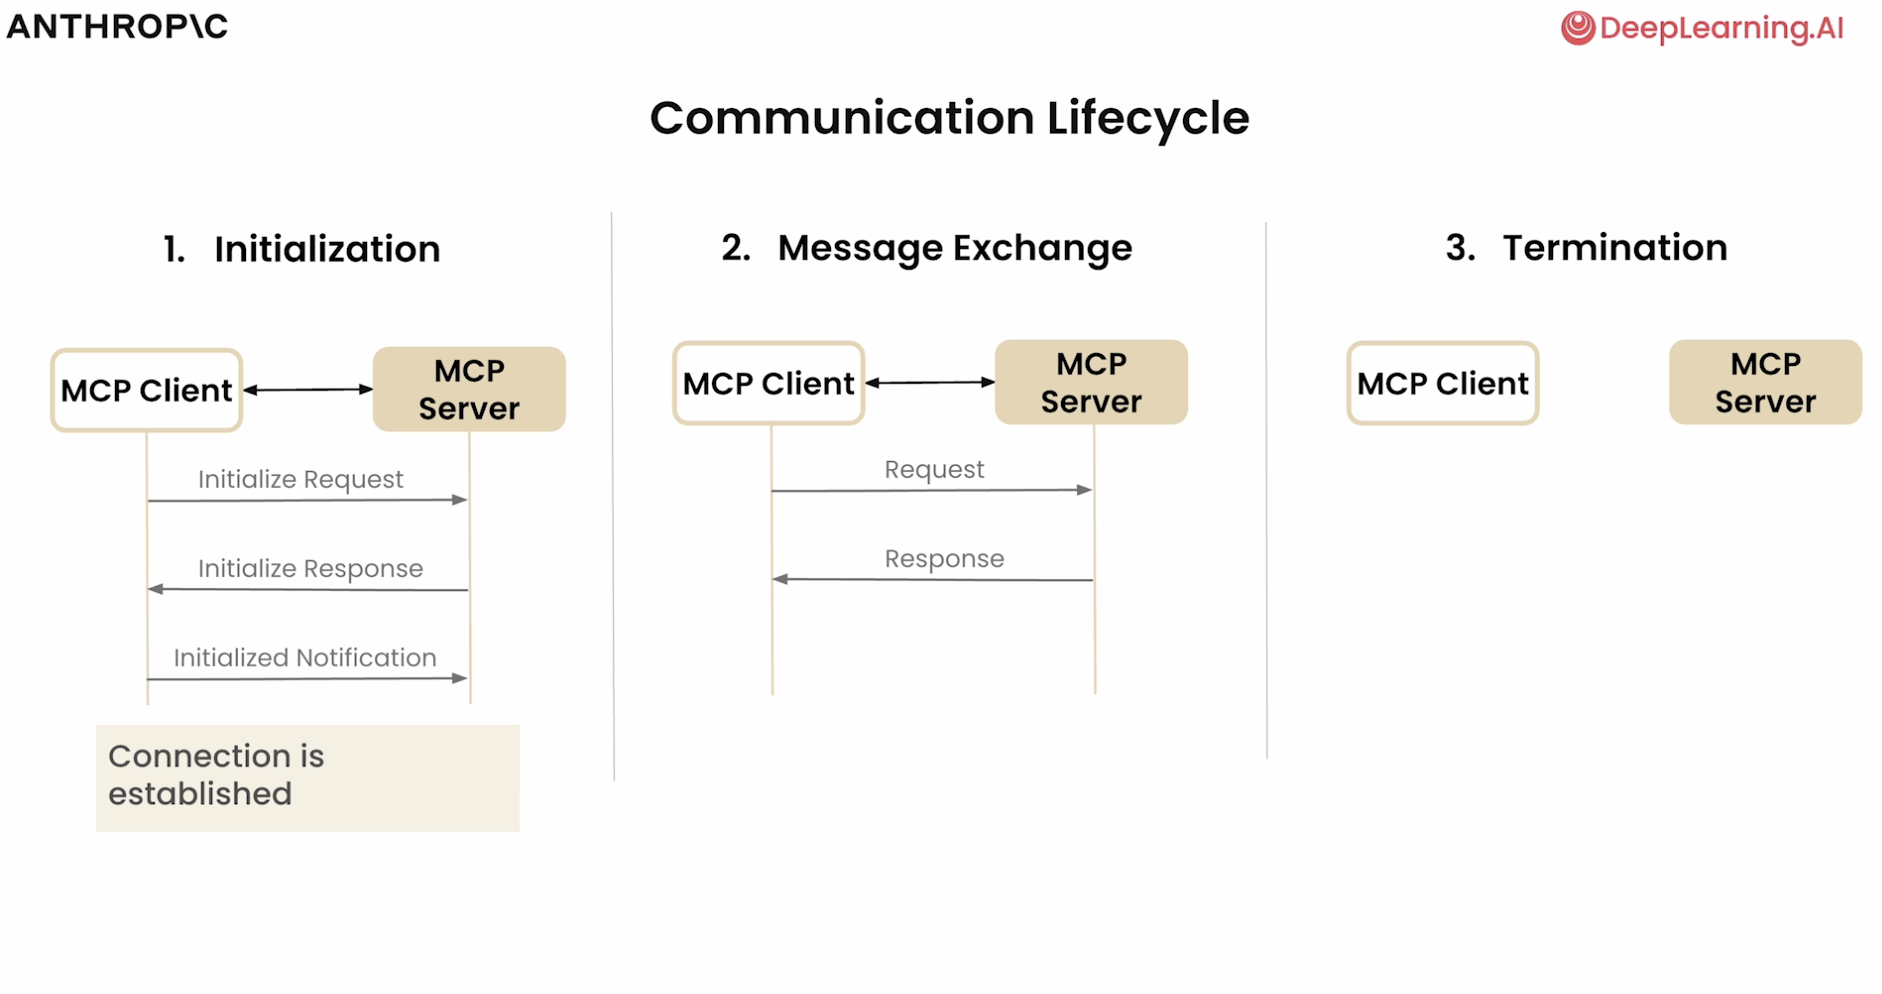 ANTHROP\C
DeepLearning.AI
Communication Lifecycle
1. Initialization
MCP Client
MCP
Server
Initialize Request
Initialize Response
Initialized Notification
Connection is
established
2. Message Exchange
MCP Client
MCP
Server
Request
Response
3. Termination
MCP Client
MCP
Server